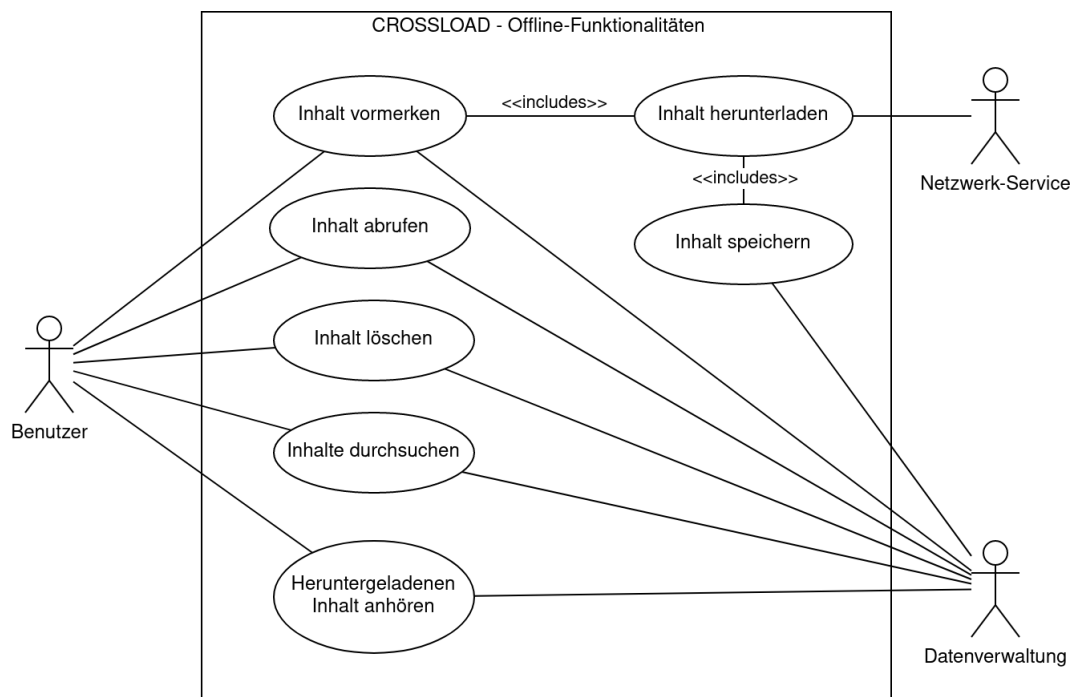 CROSSLOAD - Offline-Funktionalitäten
Inhalt vormerken
<<includes>>
Inhalt herunterladen
Netzwerk-Service
<<includes>>
Inhalt abrufen
Inhalt speichern
Inhalt löschen
Benutzer
Inhalte durchsuchen
Heruntergeladenen
Inhalt anhören
Datenverwaltung